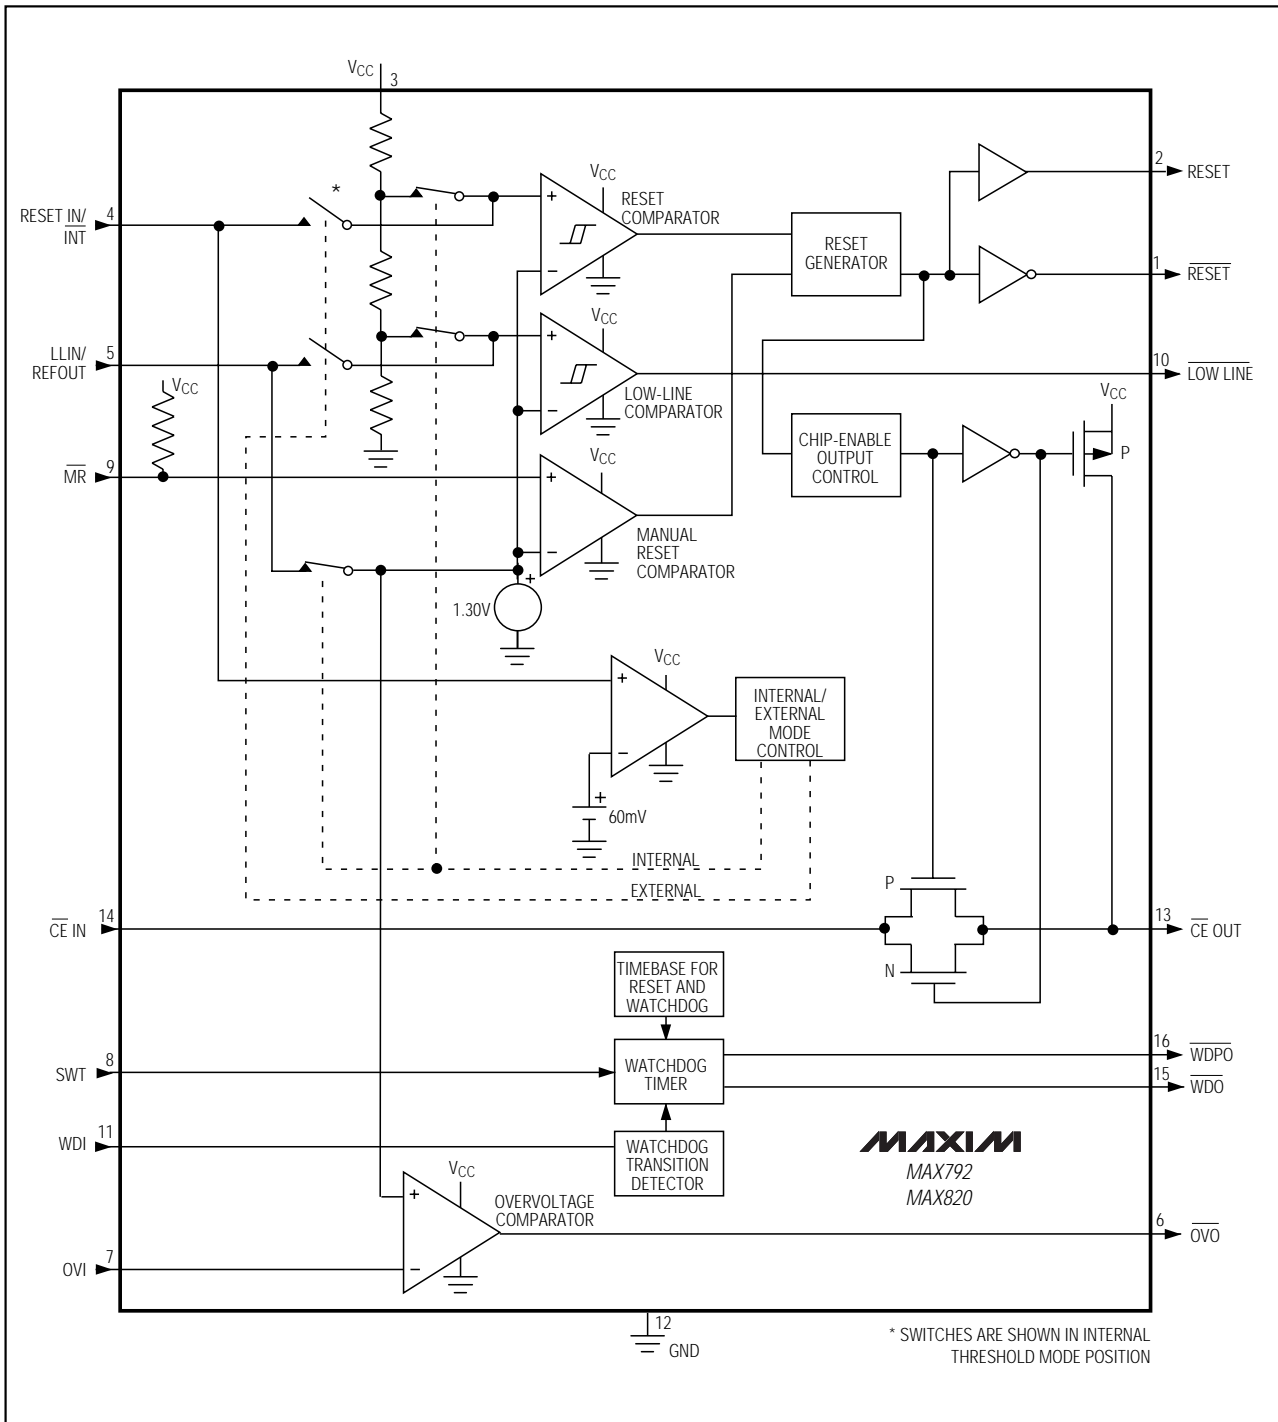 VCC
3
*
RESET IN/
INT
4
VCC
RESET
COMPARATOR
+
−
RESET
GENERATOR
2
RESET
1
RESET
LLIN/
REFOUT
5
VCC
+
−
LOW-LINE
COMPARATOR
10
LOW LINE
VCC
VCC
P
CHIP-ENABLE
OUTPUT
CONTROL
MR
9
VCC
+
−
MANUAL
RESET
COMPARATOR
1.30V
+
VCC
+
−
INTERNAL/
EXTERNAL
MODE
CONTROL
+
60mV
INTERNAL
EXTERNAL
P
N
CE IN
14
13
CE OUT
TIMEBASE FOR
RESET AND
WATCHDOG
SWT
8
WATCHDOG
TIMER
16
WDPO
15
WDO
WDI
11
WATCHDOG
TRANSITION
DETECTOR
MAXIM
MAX792
MAX820
VCC
+
−
OVERVOLTAGE
COMPARATOR
6
OVO
OVI
7
12
GND
* SWITCHES ARE SHOWN IN INTERNAL
THRESHOLD MODE POSITION